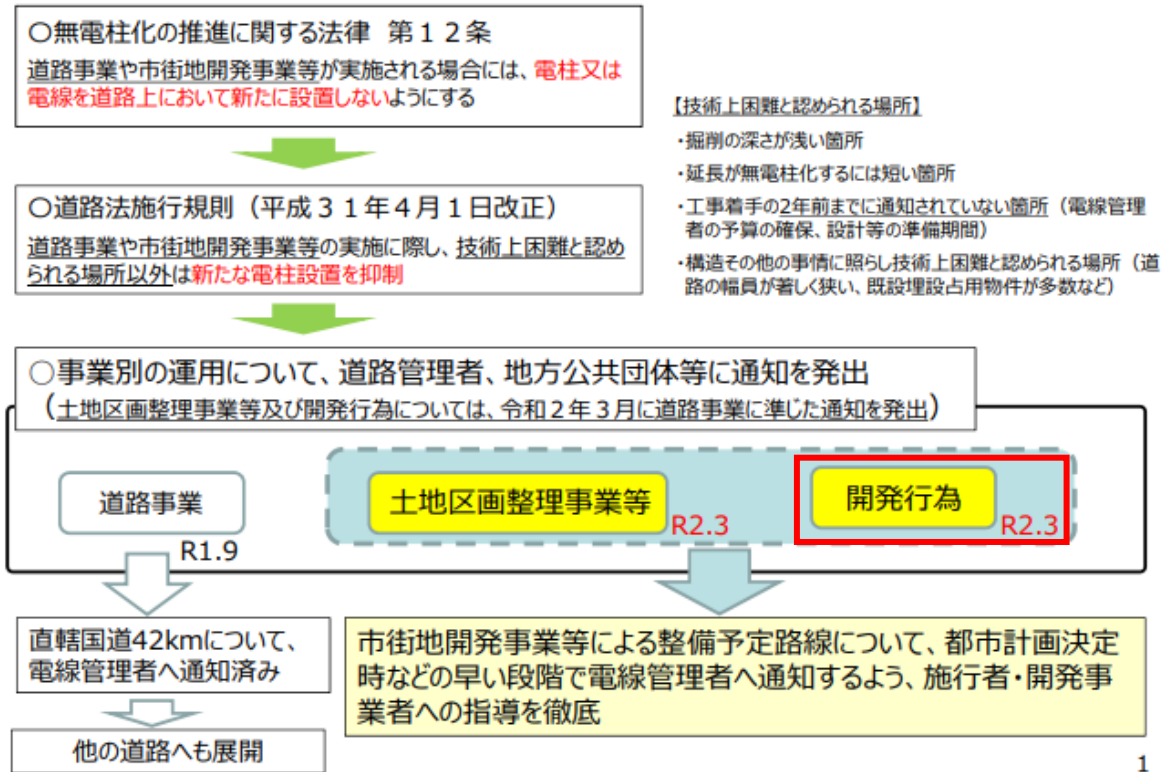 〇無電柱化の推進に関する法律 第１２条
道路事業や市街地開発事業等が実施される場合には、電柱又は
電線を道路上において新たに設置しないようにする
【技術上困難と認められる場所】
・掘削の深さが浅い箇所
・延長が無電柱化するには短い箇所
・工事着手の2年前までに通知されていない箇所（電線管理
者の予算の確保、設計等の準備期間）
・構造その他の事情に照らし技術上困難と認められる場所（道
路の幅員が著しく狭い、既設埋設占用物件が多数など）
〇道路法施行規則（平成３１年４月１日改正）
道路事業や市街地開発事業等の実施に際し、技術上困難と認め
られる場所以外は新たな電柱設置を抑制
○事業別の運用について、道路管理者、地方公共団体等に通知を発出
（土地区画整理事業等及び開発行為については、令和２年３月に道路事業に準じた通知を発出）
道路事業
R1.9
土地区画整理事業等
R2.3
開発行為
R2.3
直轄国道42kmについて、
電線管理者へ通知済み
他の道路へも展開
市街地開発事業等による整備予定路線について、都市計画決定
時などの早い段階で電線管理者へ通知するよう、施行者・開発事
業者への指導を徹底
1